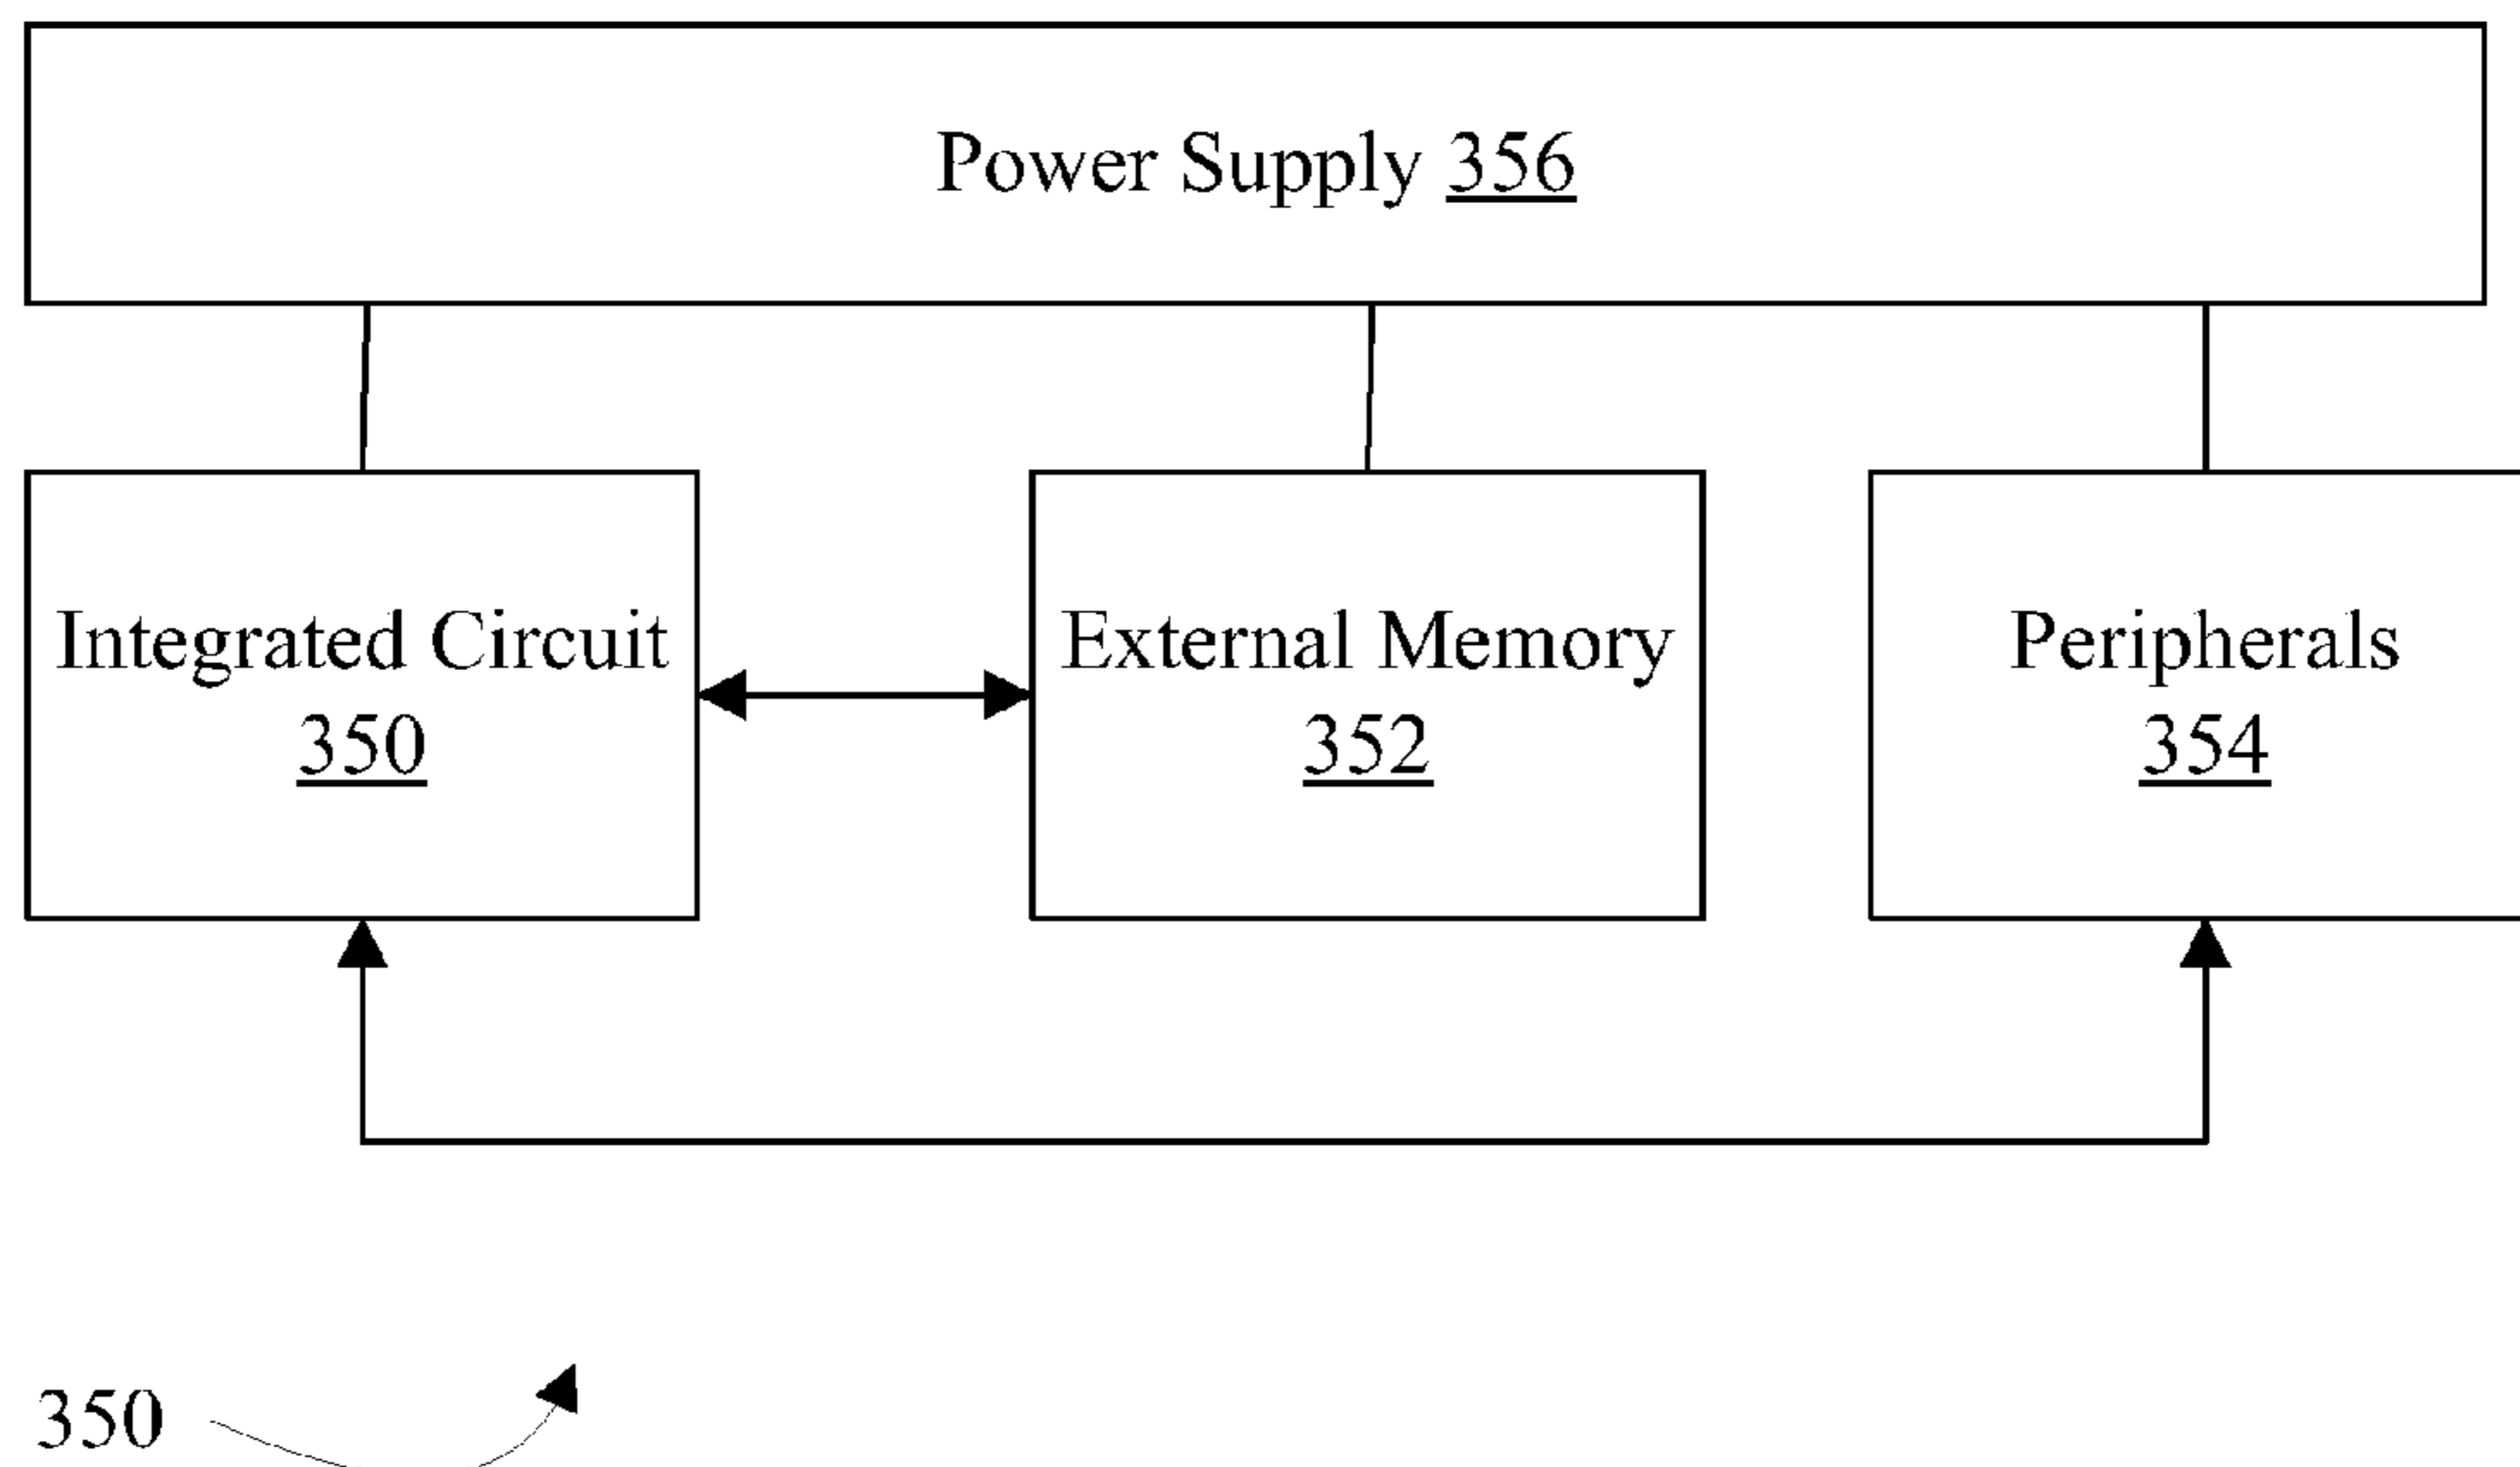 Power Supply 356
Integrated Circuit
350
External Memory
352
Peripherals
354
350